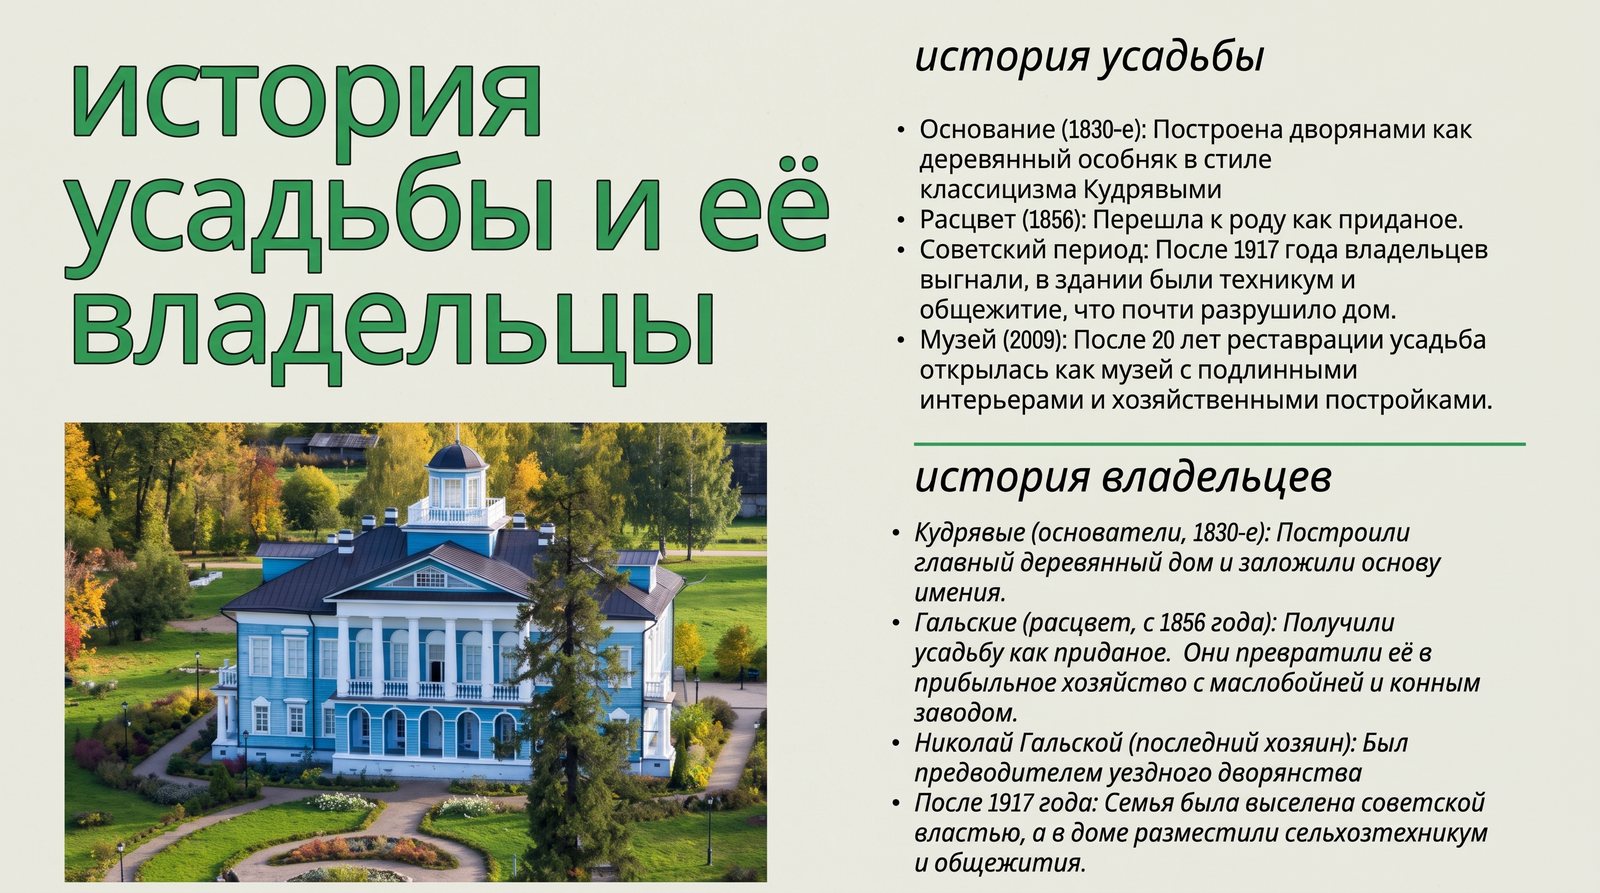 история
усадьбы и её
владельцы
история усадьбы
• Основание (1830-е): Построена дворянами как
деревянный особняк в стиле
классицизма Кудрявыми
• Расцвет (1856): Перешла к роду как приданое.
• Советский период: После 1917 года владельцев
выгнали, в здании были техникум и
общежитие, что почти разрушило дом.
• Музей (2009): После 20 лет реставрации усадьба
открылась как музей с подлинными
интерьерами и хозяйственными постройками.
история владельцев
• Кудрявые (основатели, 1830-е): Построили
главный деревянный дом и заложили основу
имения.
• Гальские (расцвет, с 1856 года): Получили
усадьбу как приданое.  Они превратили её в
прибыльное хозяйство с маслобойней и конным
заводом.
• Николай Гальской (последний хозяин): Был
предводителем уездного дворянства
• После 1917 года: Семья была выселена советской
властью, а в доме разместили сельхозтехникум
и общежития.